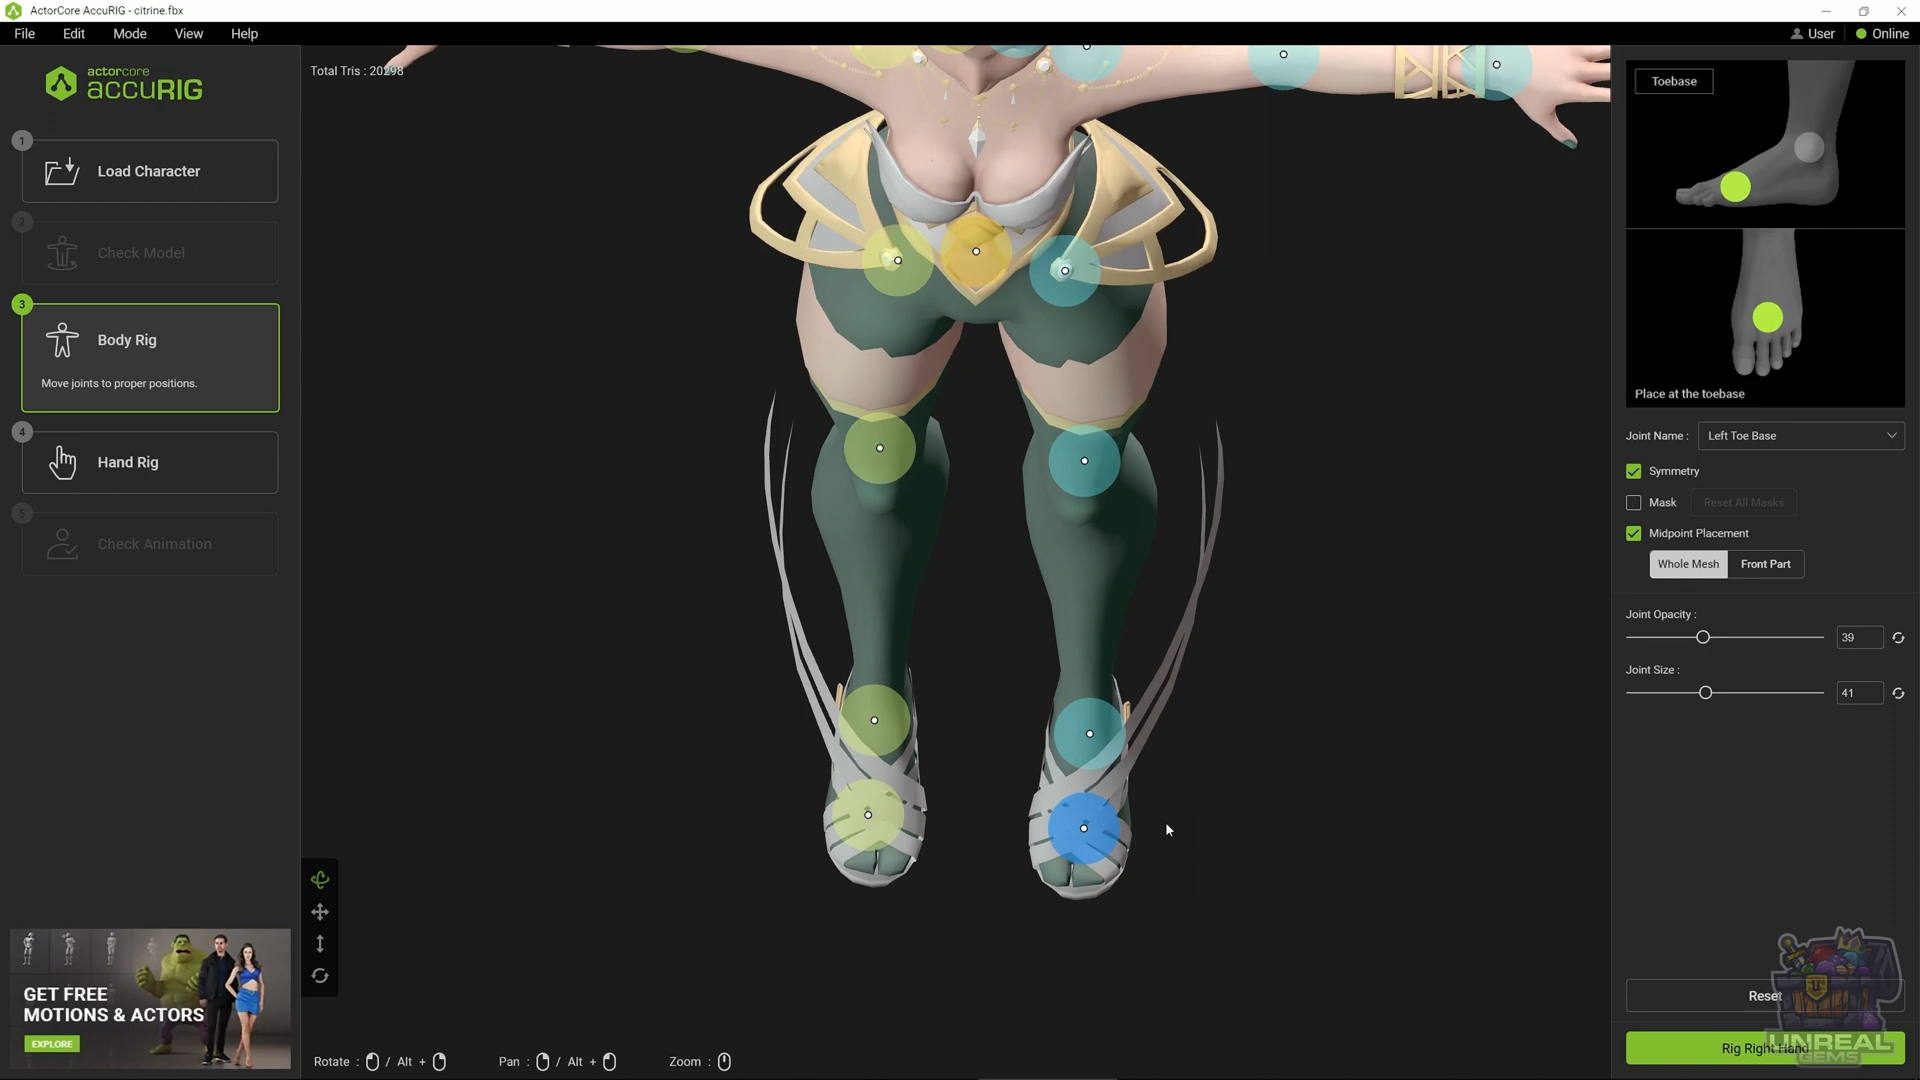 ActorCore AccuRIG - citrine.fbx
File Edit Mode View Help
User Online
actorcore
accuRIG
Total Tris : 20298
1
Load Character
2
Check Model
3
Body Rig
Move joints to proper positions.
4
Hand Rig
5
Check Animation
GET FREE
MOTIONS & ACTORS
EXPLORE
Rotate : / Alt +
Pan : / Alt +
Zoom :
Toebase
Place at the toebase
Joint Name : Left Toe Base
Symmetry
Mask Reset All Masks
Midpoint Placement
Whole Mesh Front Part
Joint Opacity :
39
Joint Size :
41
Reset
Rig Right Hand
UNREAL
GEMS